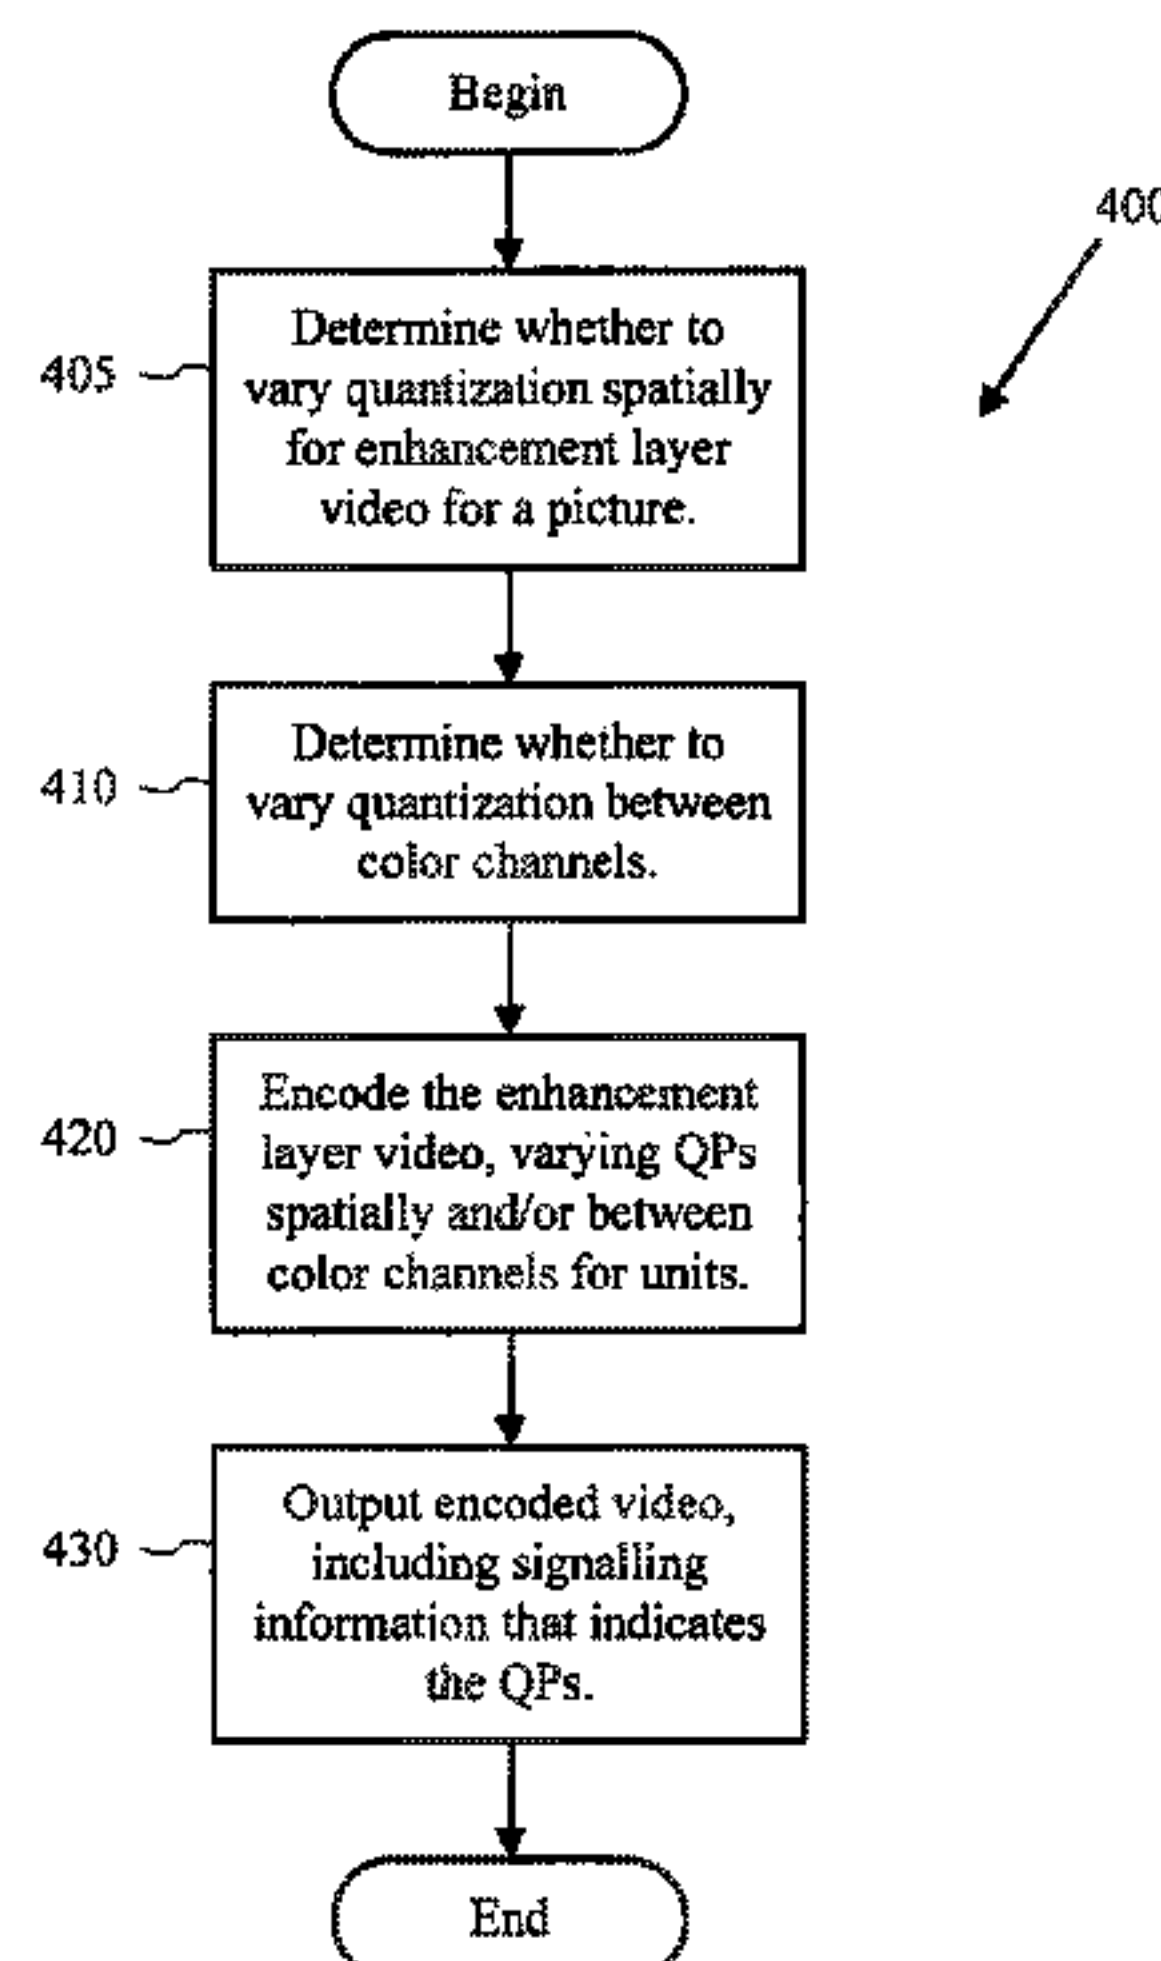 Begin
400
405
Determine whether to
vary quantization spatially
for enhancement layer
video for a picture.
410
Determine whether to
vary quantization between
color channels.
420
Encode the enhancement
layer video, varying QPs
spatially and/or between
color channels for units.
430
Output encoded video,
including signalling
information that indicates
the QPs.
End